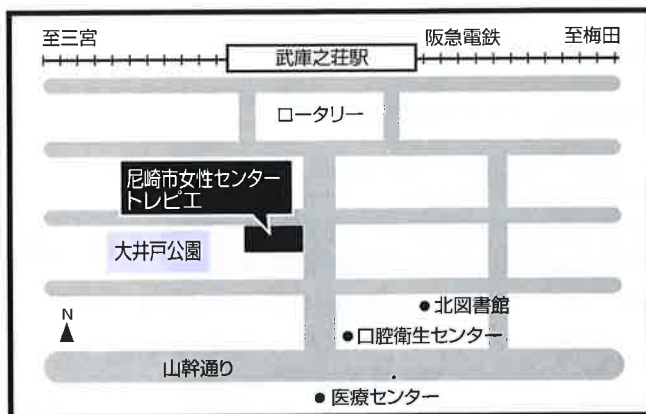 至三宮
武庫之荘駅
阪急電鉄
至梅田
ロータリー
尼崎市女性センター
トレピエ
大井戸公園
北図書館
N
口腔衛生センター
山幹通り
医療センター